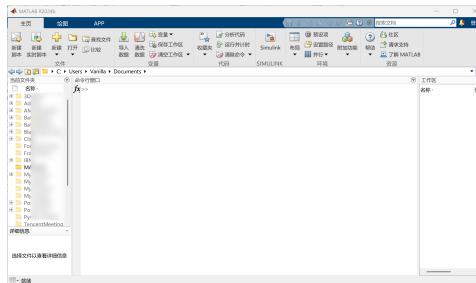 MATLAB R2024b
主页 绘图 APP
搜索文档
新建脚本 新建实时脚本 新建 打开 查找文件 比较
导入数据 清洗数据 变量 保存工作区 清空工作区
收藏夹 分析代码 运行并计时 清除命令
Simulink
布局 预设项 设置路径 并行 附加功能
帮助 社区 请求支持 了解 MATLAB
文件 变量 代码 SIMULINK 环境 资源
C: Users Vanilla Documents
当前文件夹 命令行窗口 工作区
名称 fx >> 名称
TencentMeeting
详细信息
选择文件以查看详细信息
就绪